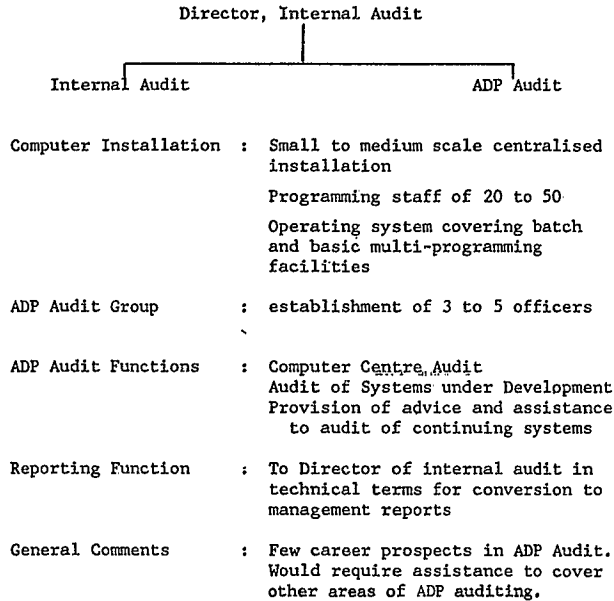 Director, Internal Audit
Internal Audit ADP Audit
Computer Installation : Small to medium scale centralised
installation
Programming staff of 20 to 50
Operating system covering batch
and basic multi-programming
facilities
ADP Audit Group : establishment of 3 to 5 officers
ADP Audit Functions : Computer Centre Audit
Audit of Systems under Development
Provision of advice and assistance
to audit of continuing systems
Reporting Function : To Director of internal audit in
technical terms for conversion to
management reports
General Comments : Few career prospects in ADP Audit.
Would require assistance to cover
other areas of ADP auditing.